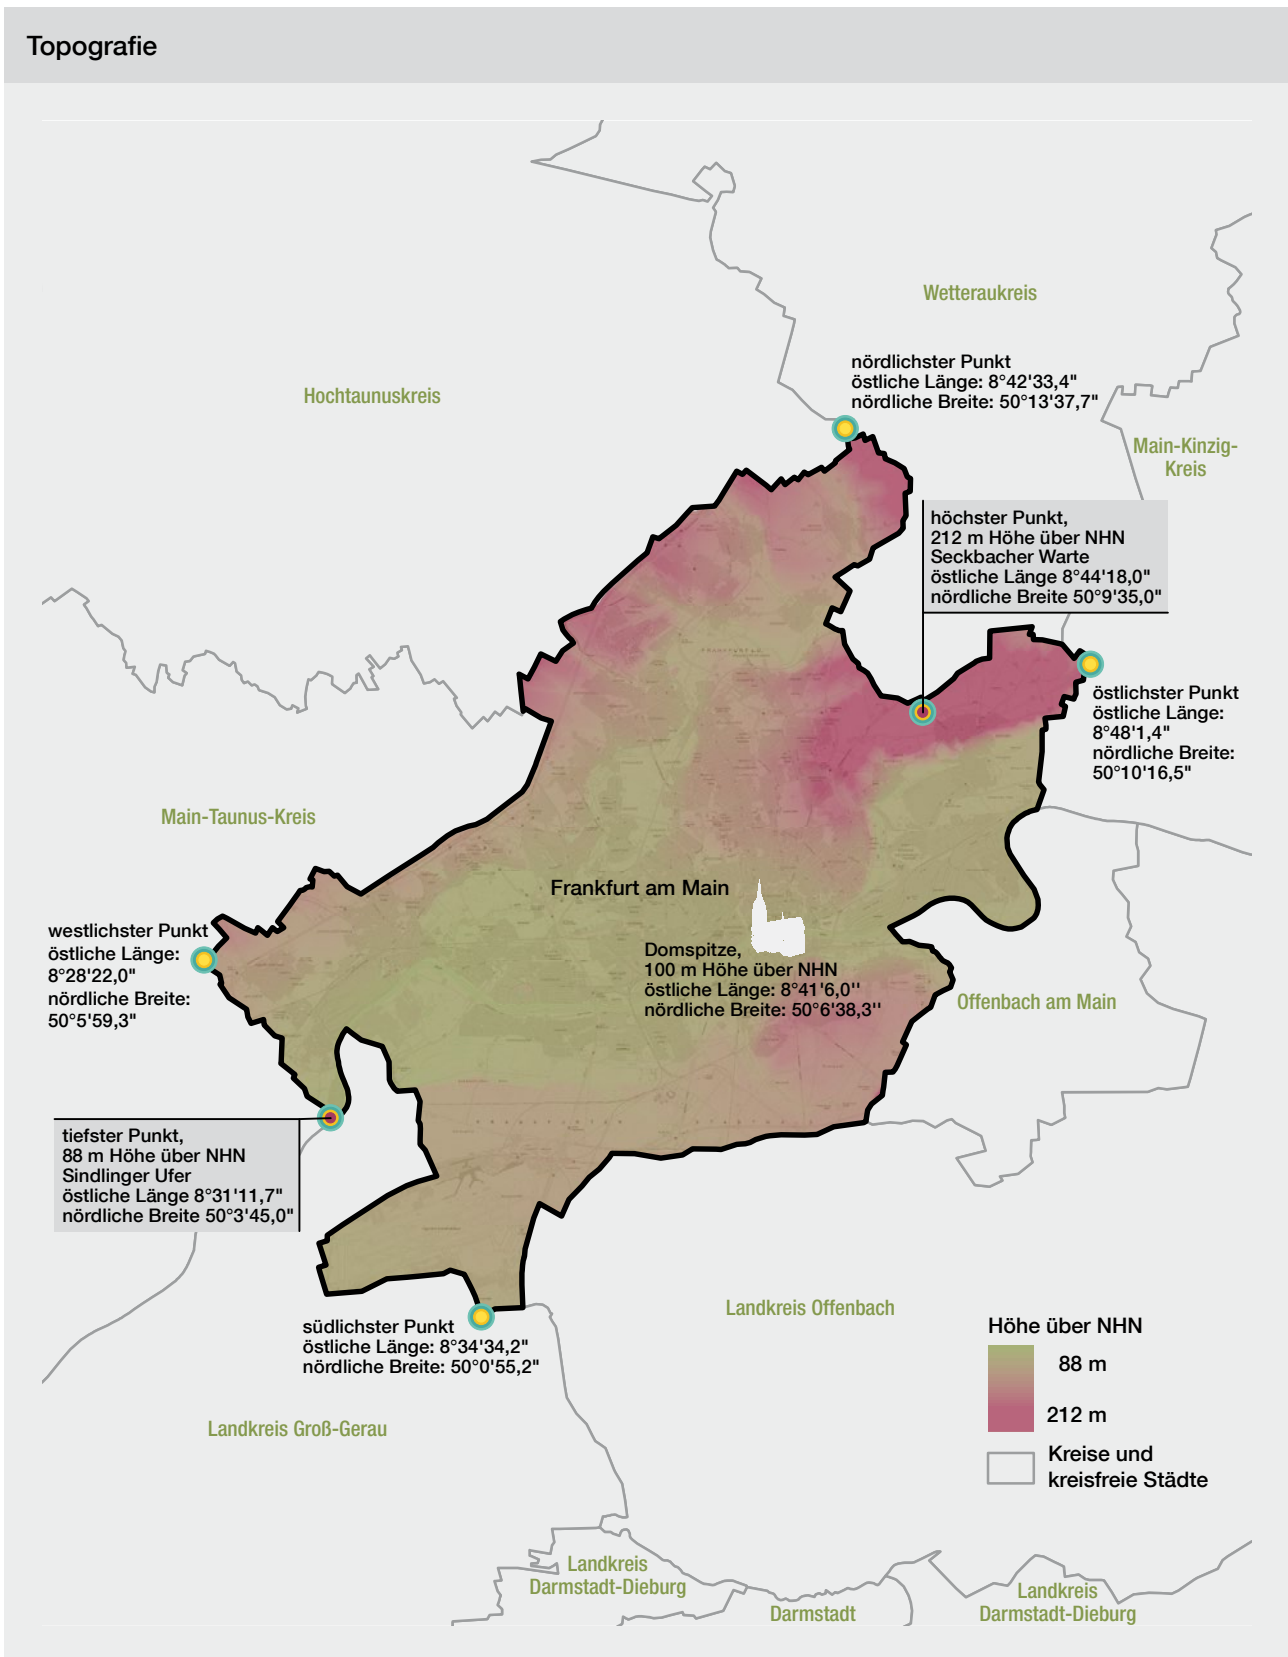 Topografie
Wetteraukreis
nördlichster Punkt
östliche Länge: 8°42'33,4"
nördliche Breite: 50°13'37,7"
Hochtaunuskreis
Main-Kinzig-
Kreis
höchster Punkt,
212 m Höhe über NHN
Seckbacher Warte
östliche Länge 8°44'18,0"
nördliche Breite 50°9'35,0"
östlichster Punkt
östliche Länge:
8°48'1,4"
nördliche Breite:
50°10'16,5"
Main-Taunus-Kreis
Frankfurt am Main
westlichster Punkt
östliche Länge:
8°28'22,0"
nördliche Breite:
50°5'59,3"
Domspitze,
100 m Höhe über NHN
östliche Länge: 8°41'6,0''
nördliche Breite: 50°6'38,3''
Offenbach am Main
tiefster Punkt,
88 m Höhe über NHN
Sindlinger Ufer
östliche Länge 8°31'11,7"
nördliche Breite 50°3'45,0"
südlichster Punkt
östliche Länge: 8°34'34,2"
nördliche Breite: 50°0'55,2"
Landkreis Offenbach
Landkreis Groß-Gerau
Höhe über NHN
88 m
212 m
Kreise und
kreisfreie Städte
Landkreis
Darmstadt-Dieburg
Darmstadt
Landkreis
Darmstadt-Dieburg